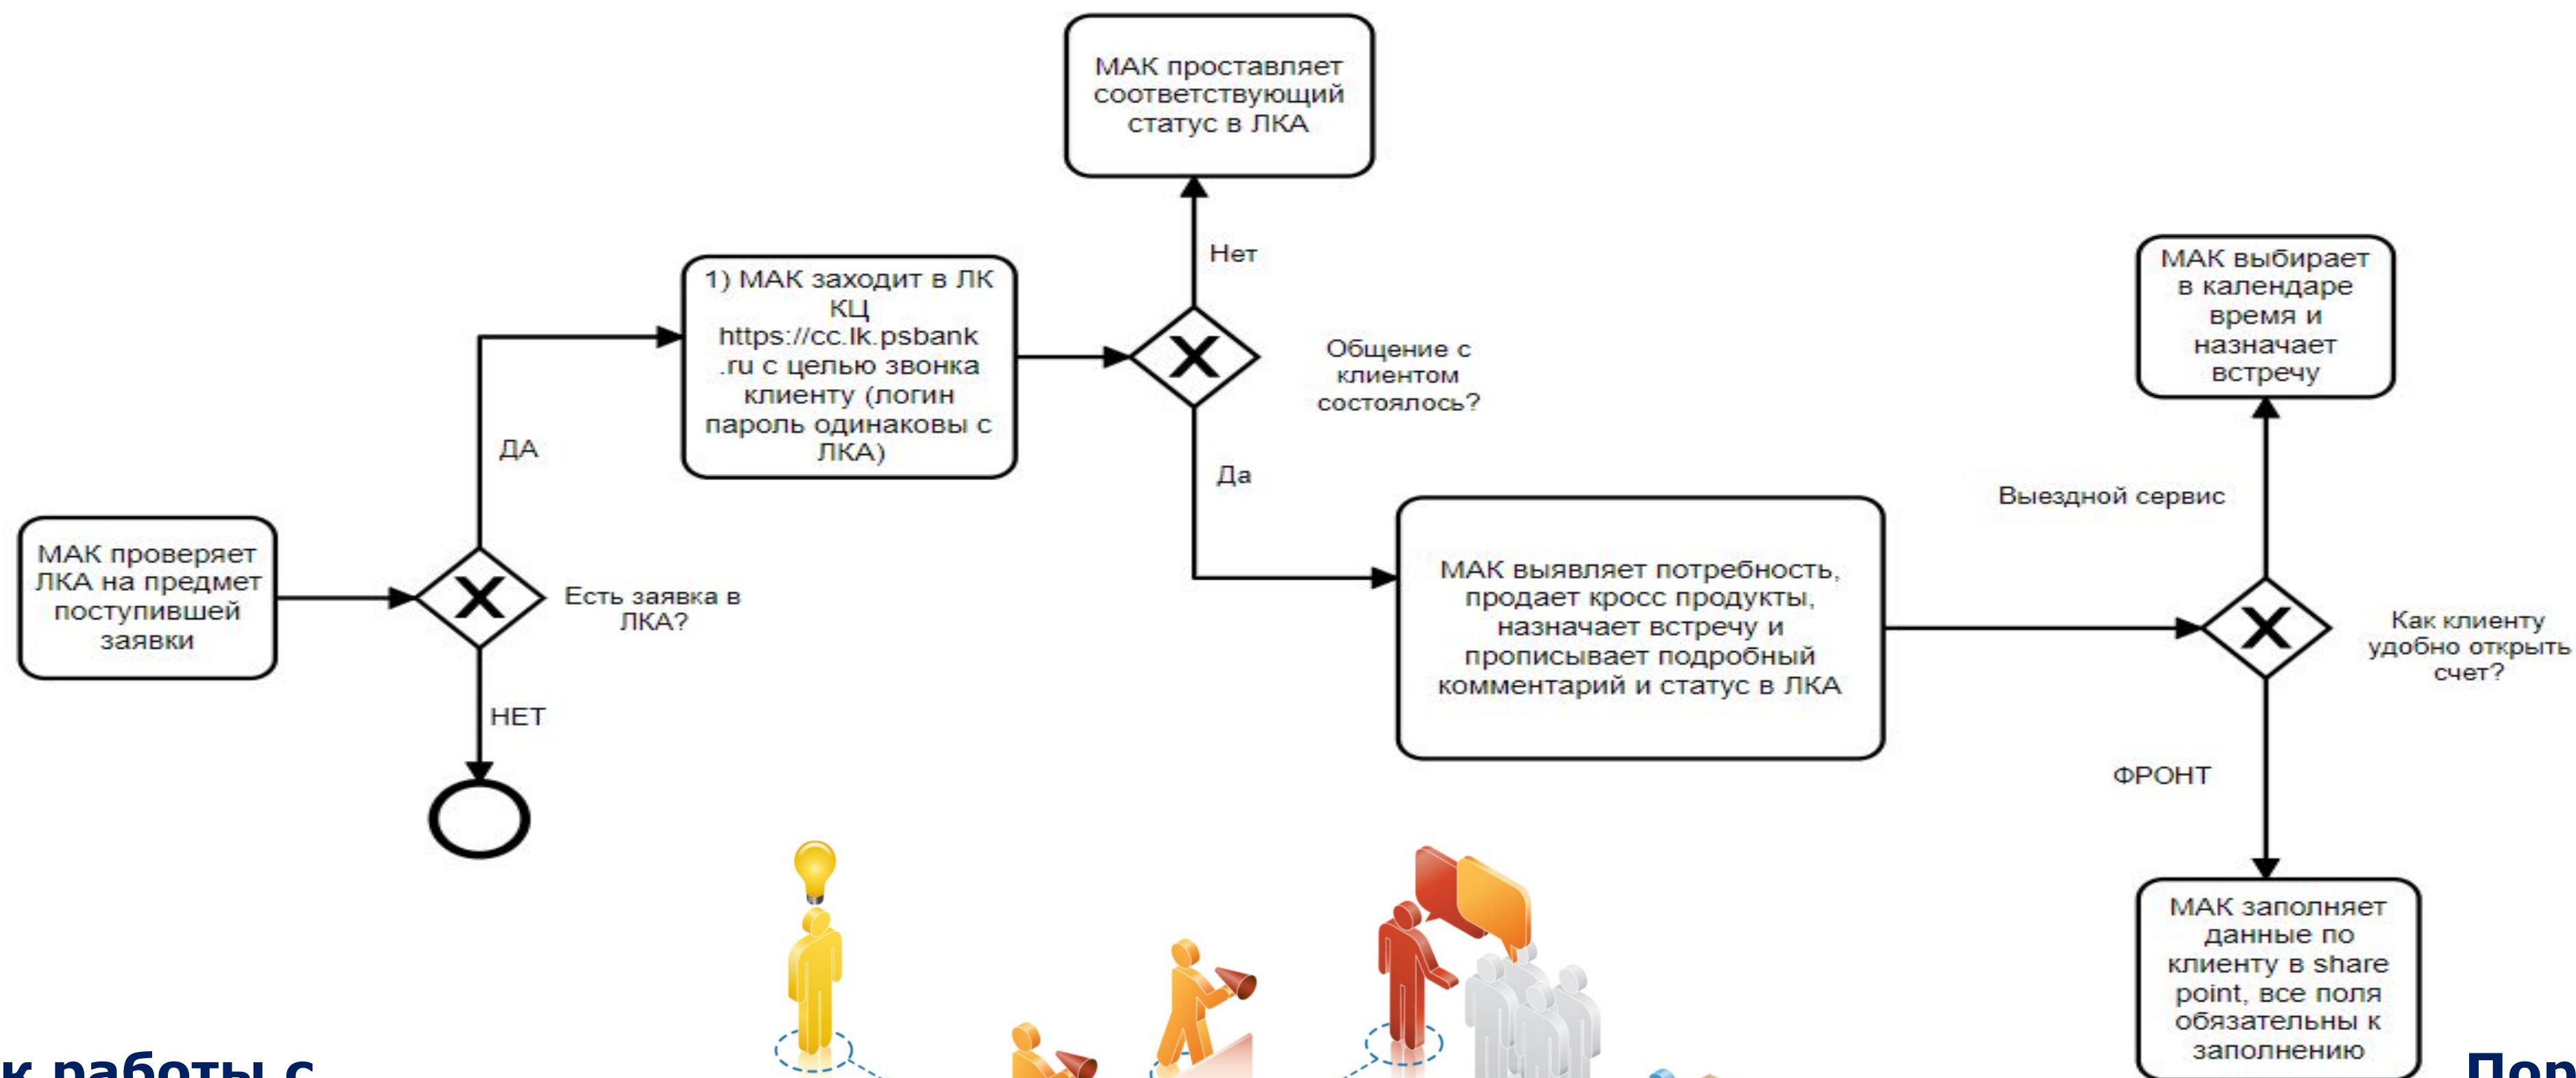 МАК проставляет
соответствующий
статус в ЛКА
Нет
1) МАК заходит в ЛК
КЦ
https://cc.lk.psbank
.ru с целью звонка
клиенту (логин
пароль одинаковы с
ЛКА)
Общение с
клиентом
состоялось?
ДА
Да
МАК проверяет
ЛКА на предмет
поступившей
заявки
Есть заявка в
ЛКА?
НЕТ
МАК выявляет потребность,
продает кросс продукты,
назначает встречу и
прописывает подробный
комментарий и статус в ЛКА
МАК выбирает
в календаре
время и
назначает
встречу
Выездной сервис
Как клиенту
удобно открыть
счет?
ФРОНТ
МАК заполняет
данные по
клиенту в share
point, все поля
обязательны к
заполнению
к работы с
Пор